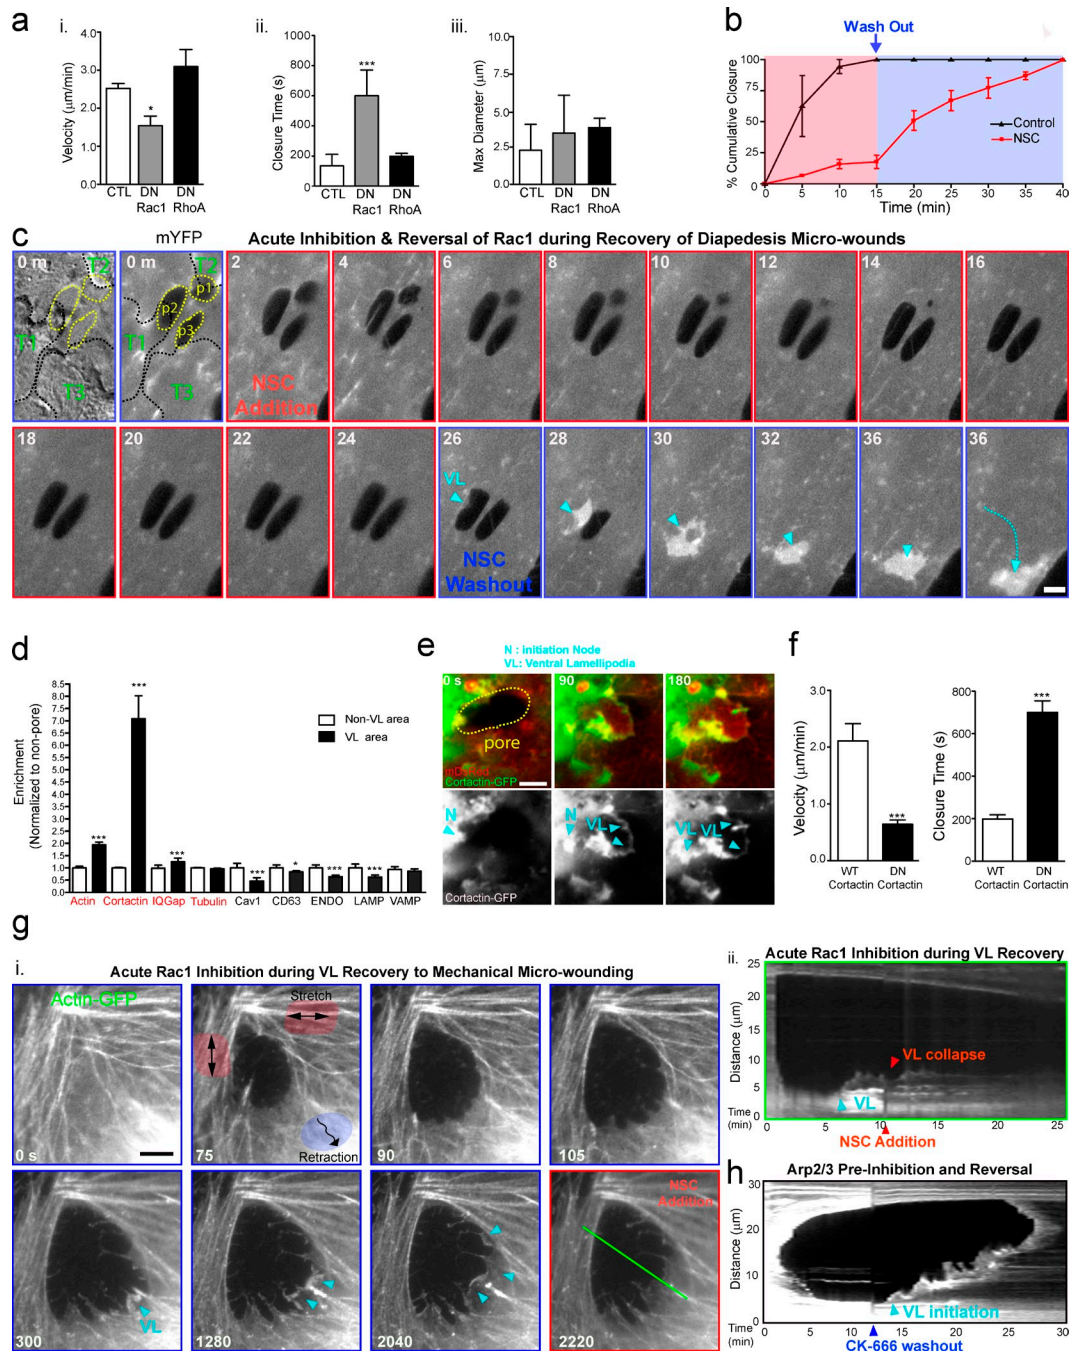 a
i.
Velocity (µm/min)
4.0
3.0
2.0
1.0
0.0
*
CTL DN DN
Rac1 RhoA
ii.
Closure Time (s)
1000
800
600
400
200
0
***
CTL DN DN
Rac1 RhoA
iii.
Max Diameter (µm)
10.0
7.5
5.0
2.5
0.0
CTL DN DN
Rac1 RhoA
b
Wash Out
% Cumulative Closure
100
75
50
25
0
Control
NSC
0 5 10 15 20 25 30 35 40
Time (min)
c
mYFP Acute Inhibition & Reversal of Rac1 during Recovery of Diapedesis Micro-wounds
0 m T2 T1 T3
0 m T2 p1 p2 p3 T1 T3
2 4 6 8 10 12 14 16
NSC
Addition
18 20 22 24 26 28 30 32 36 36
VL
NSC
Washout
d
Enrichment
(Normalized to non-pore)
8.5
8.0
7.5
7.0
6.5
6.0
5.5
5.0
4.5
4.0
3.5
3.0
2.5
2.0
1.5
1.0
0.5
0.0
Non-VL area
VL area
*** *** *** *** * *** ***
Actin Cortactin IQGap Tubulin Cav1 CD63 ENDO LAMP VAMP
e
N : initiation Node
VL: Ventral Lamellipodia
0 s 90 180
pore
Cortactin-GFP
N N VL VL VL
Cortactin-GFP
f
Velocity (µm/min)
3.0
2.0
1.0
0.0
***
WT DN
Cortactin Cortactin
Closure Time (s)
800
600
400
200
0
***
WT DN
Cortactin Cortactin
g
i.
Acute Rac1 Inhibition during VL Recovery to Mechanical Micro-wounding
Actin-GFP
Stretch
Retraction
0 s 75 90 105
NSC
Addition
VL
300 1280 2040 2220
ii.
Acute Rac1 Inhibition during VL Recovery
Distance (µm)
25
20
15
10
5
0
VL collapse
VL
Time
(min)
0 5 10 15 20 25
NSC Addition
h
Arp2/3 Pre-Inhibition and Reversal
Distance (µm)
30
20
10
0
VL initiation
Time
(min)
0 5 10 15 20 25 30
CK-666 washout